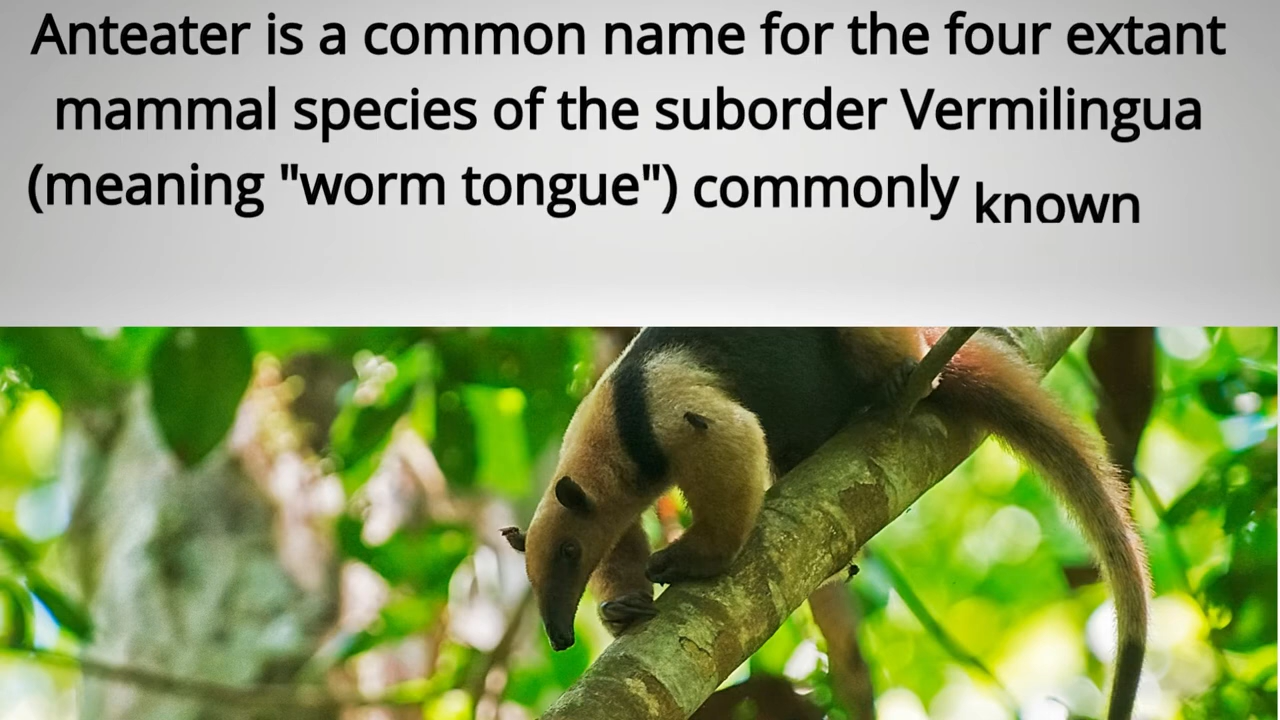 Anteater is a common name for the four extant
mammal species of the suborder Vermilingua
(meaning "worm tongue") commonly known